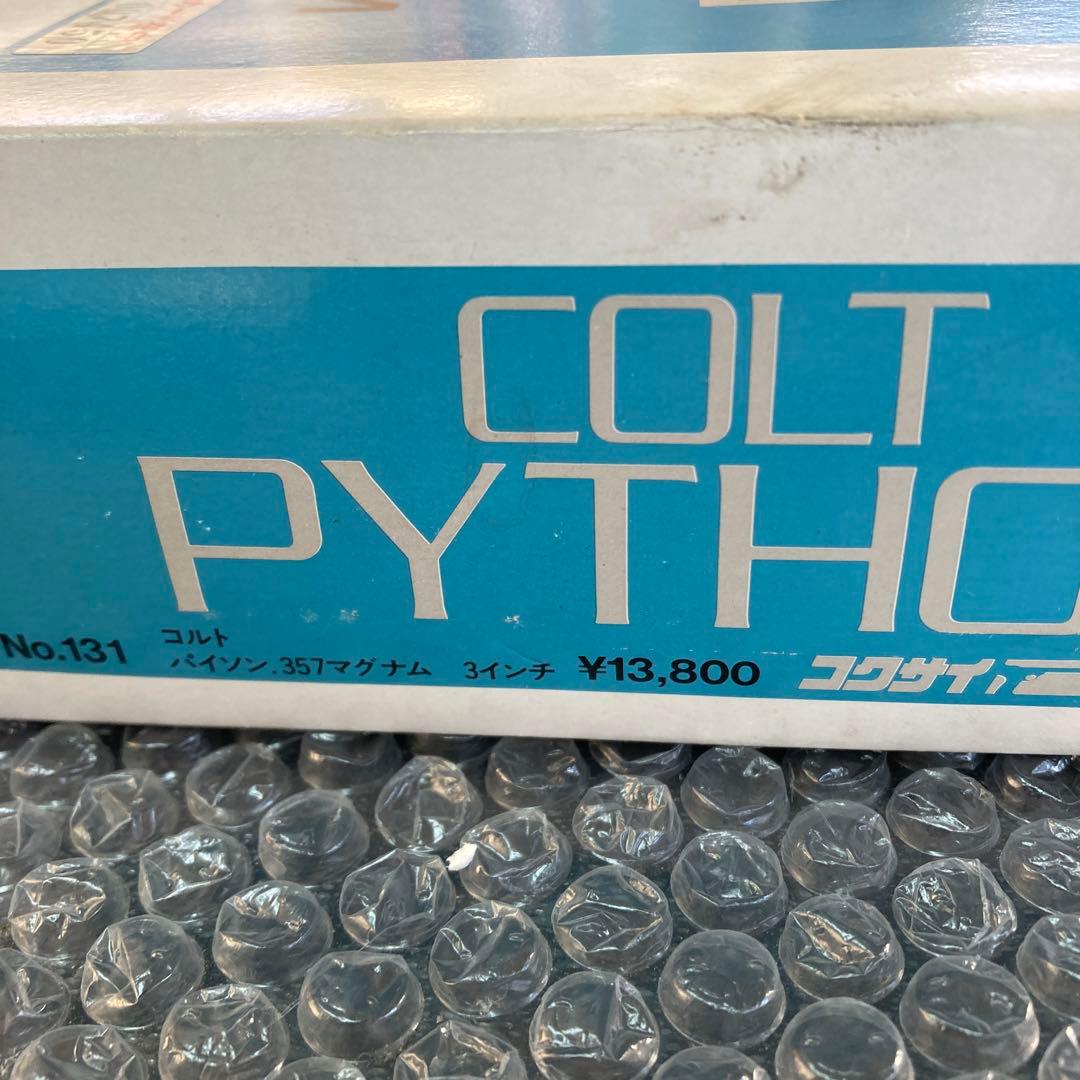 COLT
PYTHO
No.131
コルト
パイソン.357マグナム 3インチ ¥13,800
コクサイ